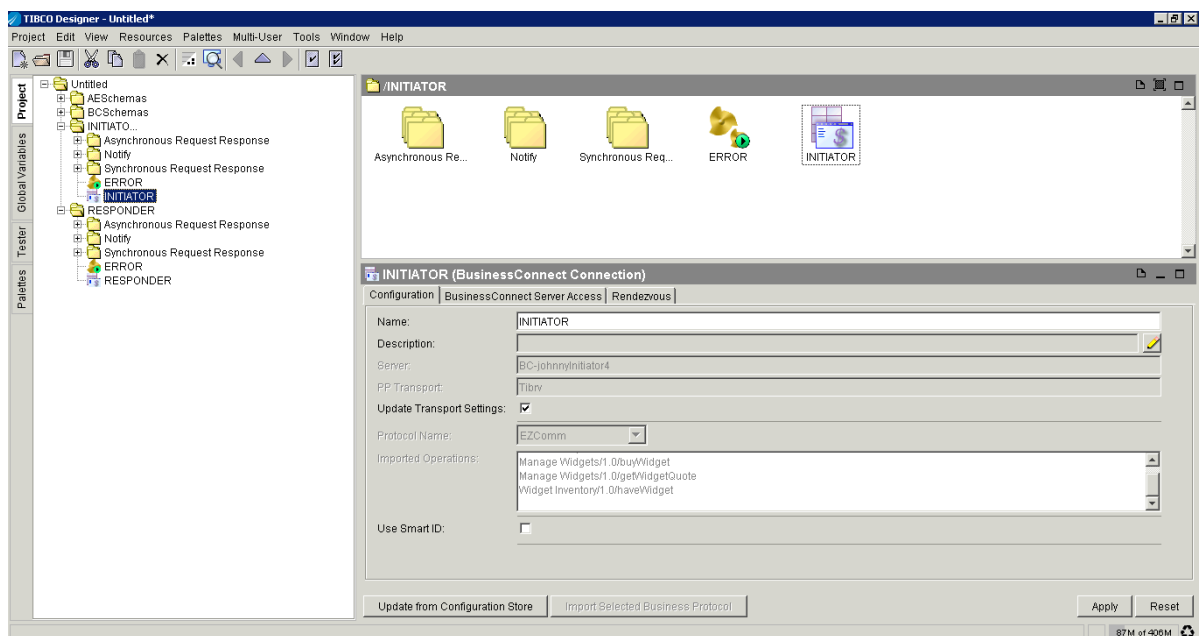 TIBCO Designer - Untitled*
Project Edit View Resources Palettes Multi-User Tools Window Help
Project
Global Variables
Tester
Palettes
Untitled
AESchemas
BCSchemas
INITIATO...
Asynchronous Request Response
Notify
Synchronous Request Response
ERROR
INITIATOR
RESPONDER
Asynchronous Request Response
Notify
Synchronous Request Response
ERROR
RESPONDER
/INITIATOR
Asynchronous Re... Notify Synchronous Req... ERROR INITIATOR
INITIATOR (BusinessConnect Connection)
Configuration BusinessConnect Server Access Rendezvous
Name: INITIATOR
Description:
Server: BC-johnnyInitiator4
PP Transport: Tibrv
Update Transport Settings:
Protocol Name: EZComm
Imported Operations:
Manage Widgets/1.0/buyWidget
Manage Widgets/1.0/getWidgetQuote
Widget Inventory/1.0/haveWidget
Use Smart ID:
Update from Configuration Store Import Selected Business Protocol Apply Reset
87M of 406M